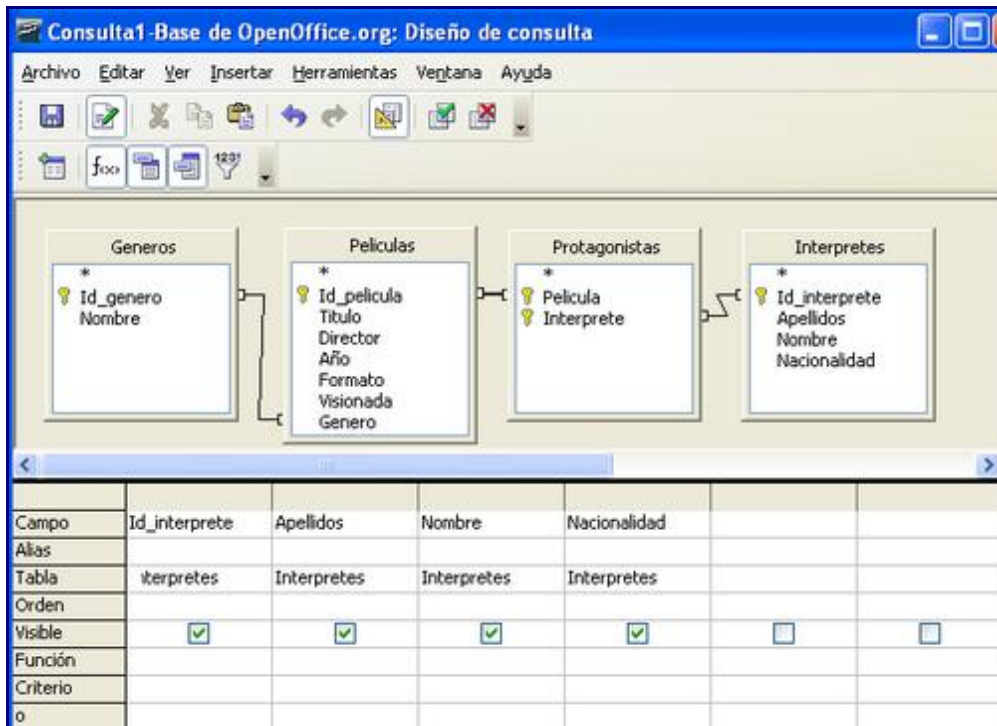 Consulta1-Base de OpenOffice.org: Diseño de consulta
Archivo Editar Ver Insertar Herramientas Ventana Ayuda
f(x) 123!
Generos
*
Id_genero
Nombre
Peliculas
*
Id_pelicula
Titulo
Director
Año
Formato
Visionada
Genero
Protagonistas
*
Pelicula
Interprete
Interpretes
*
Id_interprete
Apellidos
Nombre
Nacionalidad
Campo Id_interprete Apellidos Nombre Nacionalidad
Alias
Tabla terpretes Interpretes Interpretes Interpretes
Orden
Visible
Función
Criterio
o